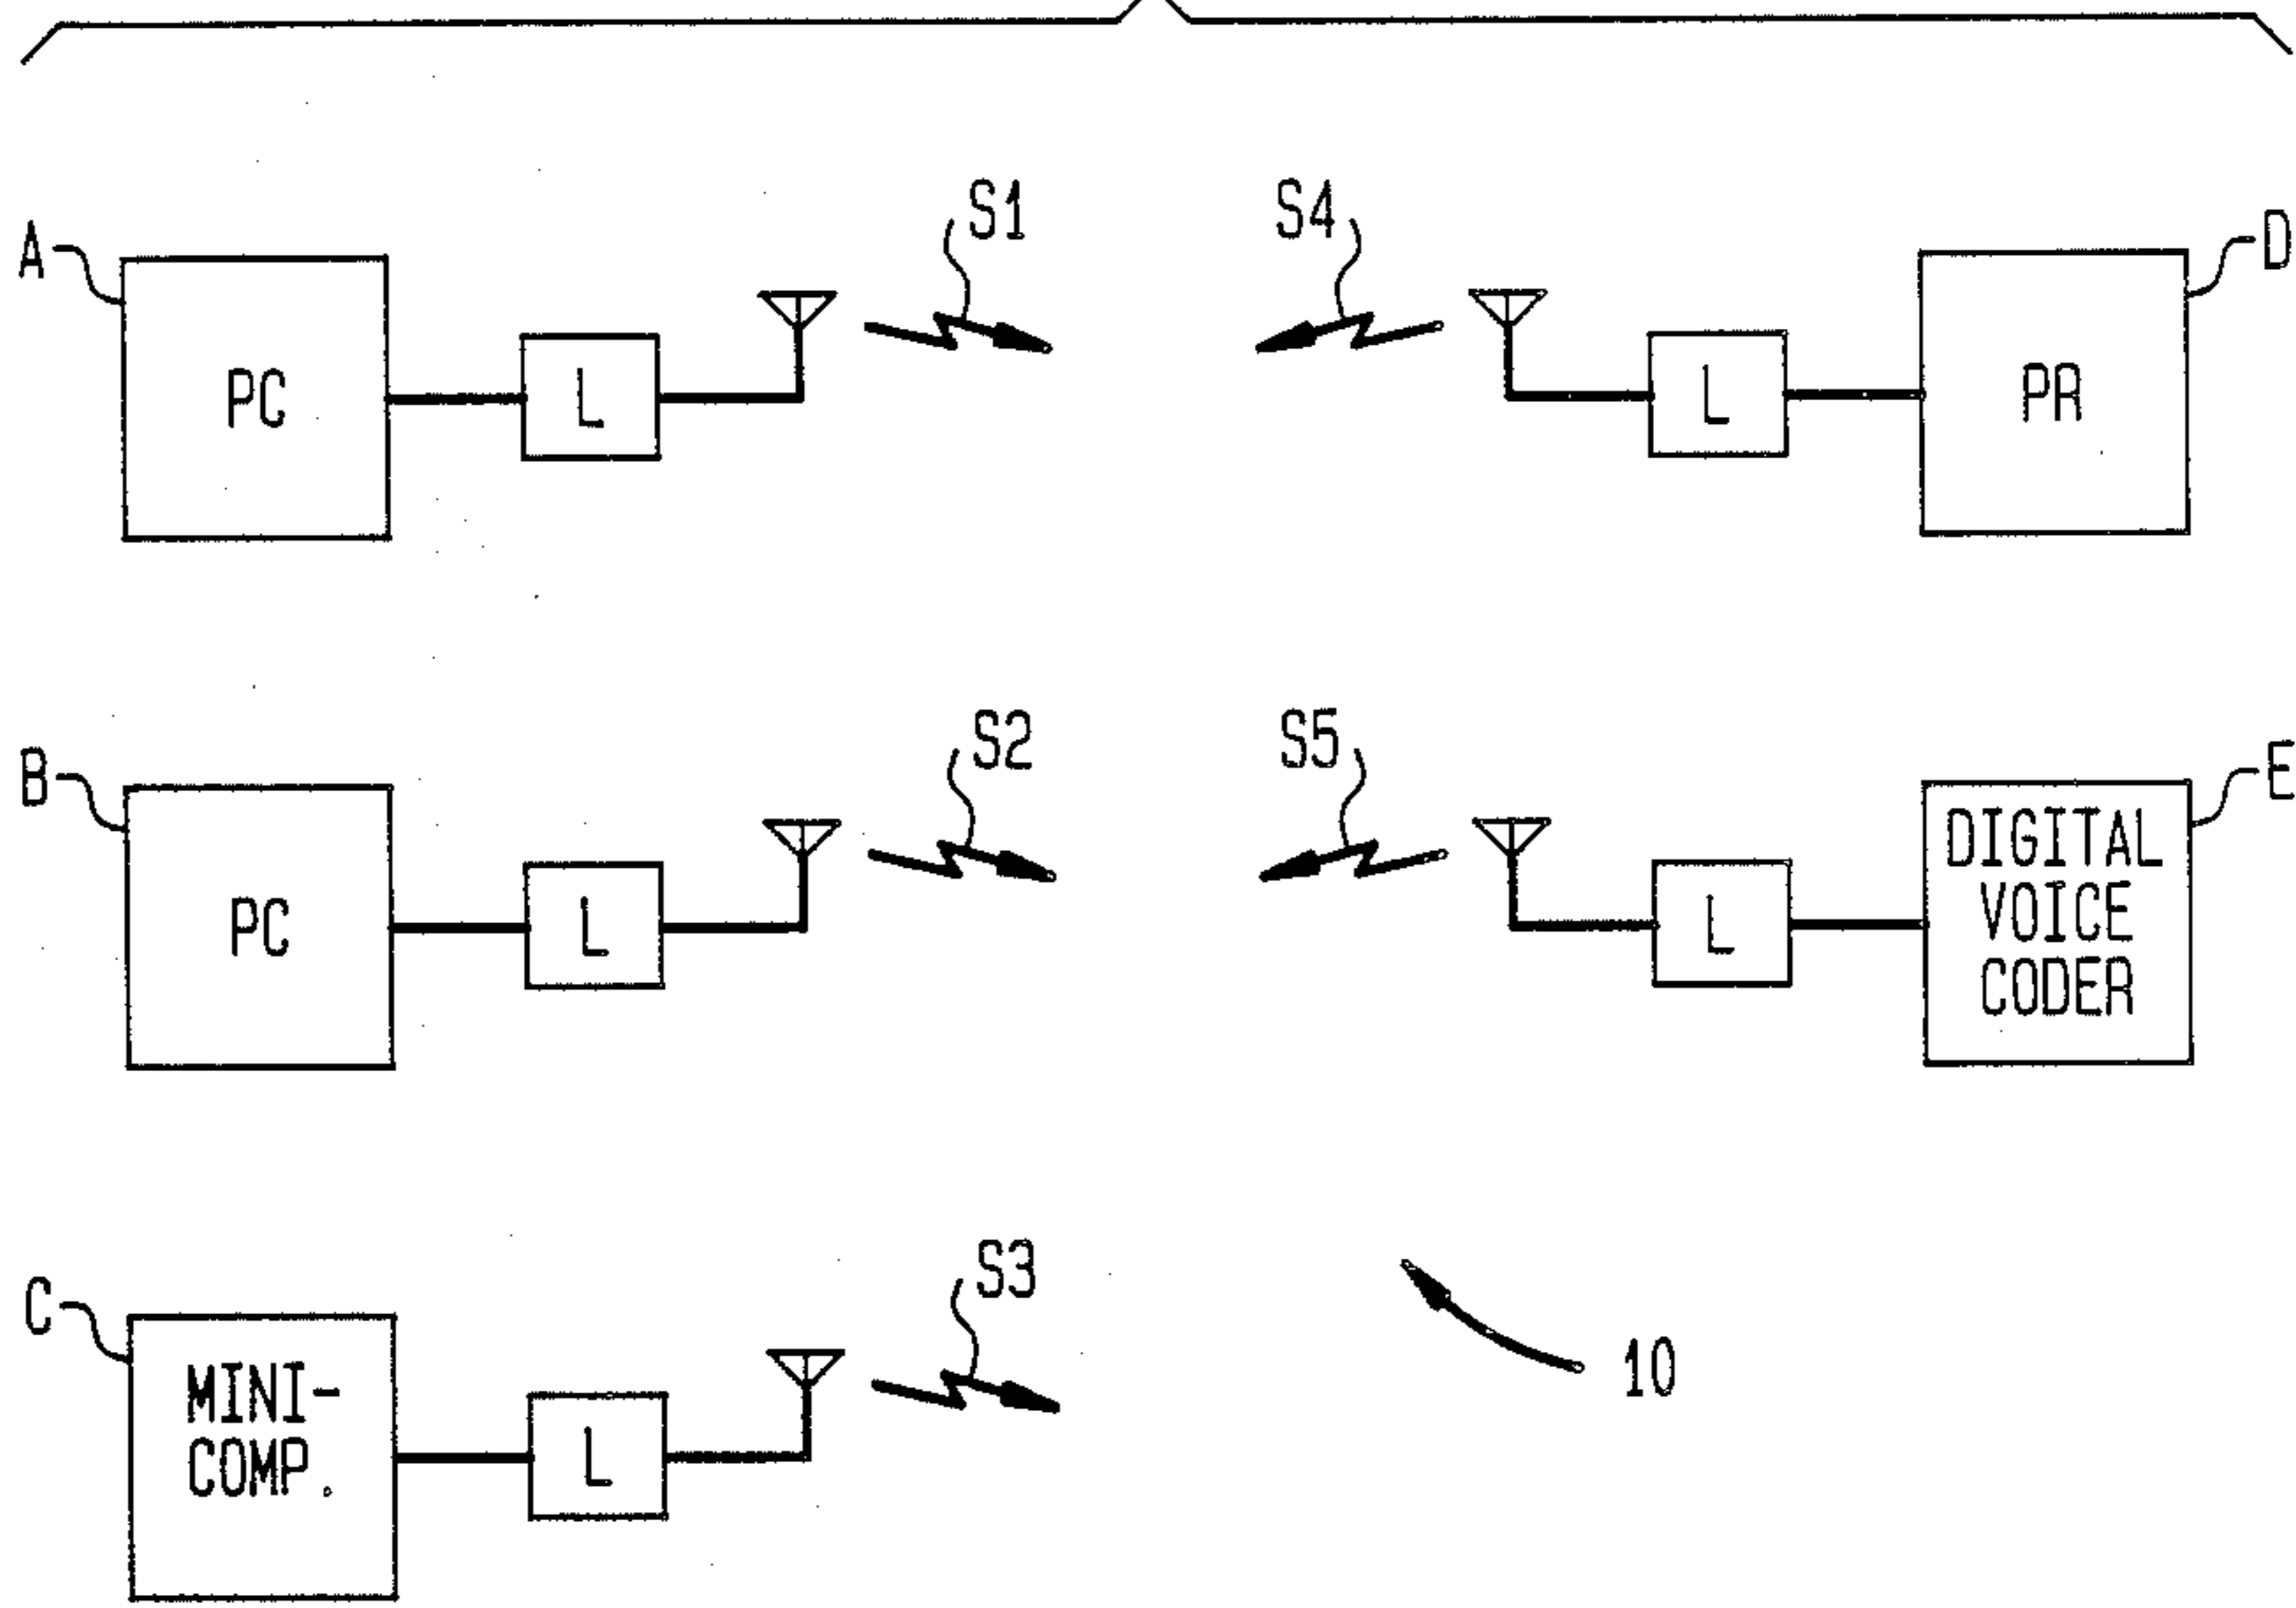 S1
S4
A
D
PC
L
L
PR
S2
S5
B
E
PC
L
L
DIGITAL
VOICE
CODER
S3
C
10
MINI-
COMP.
L